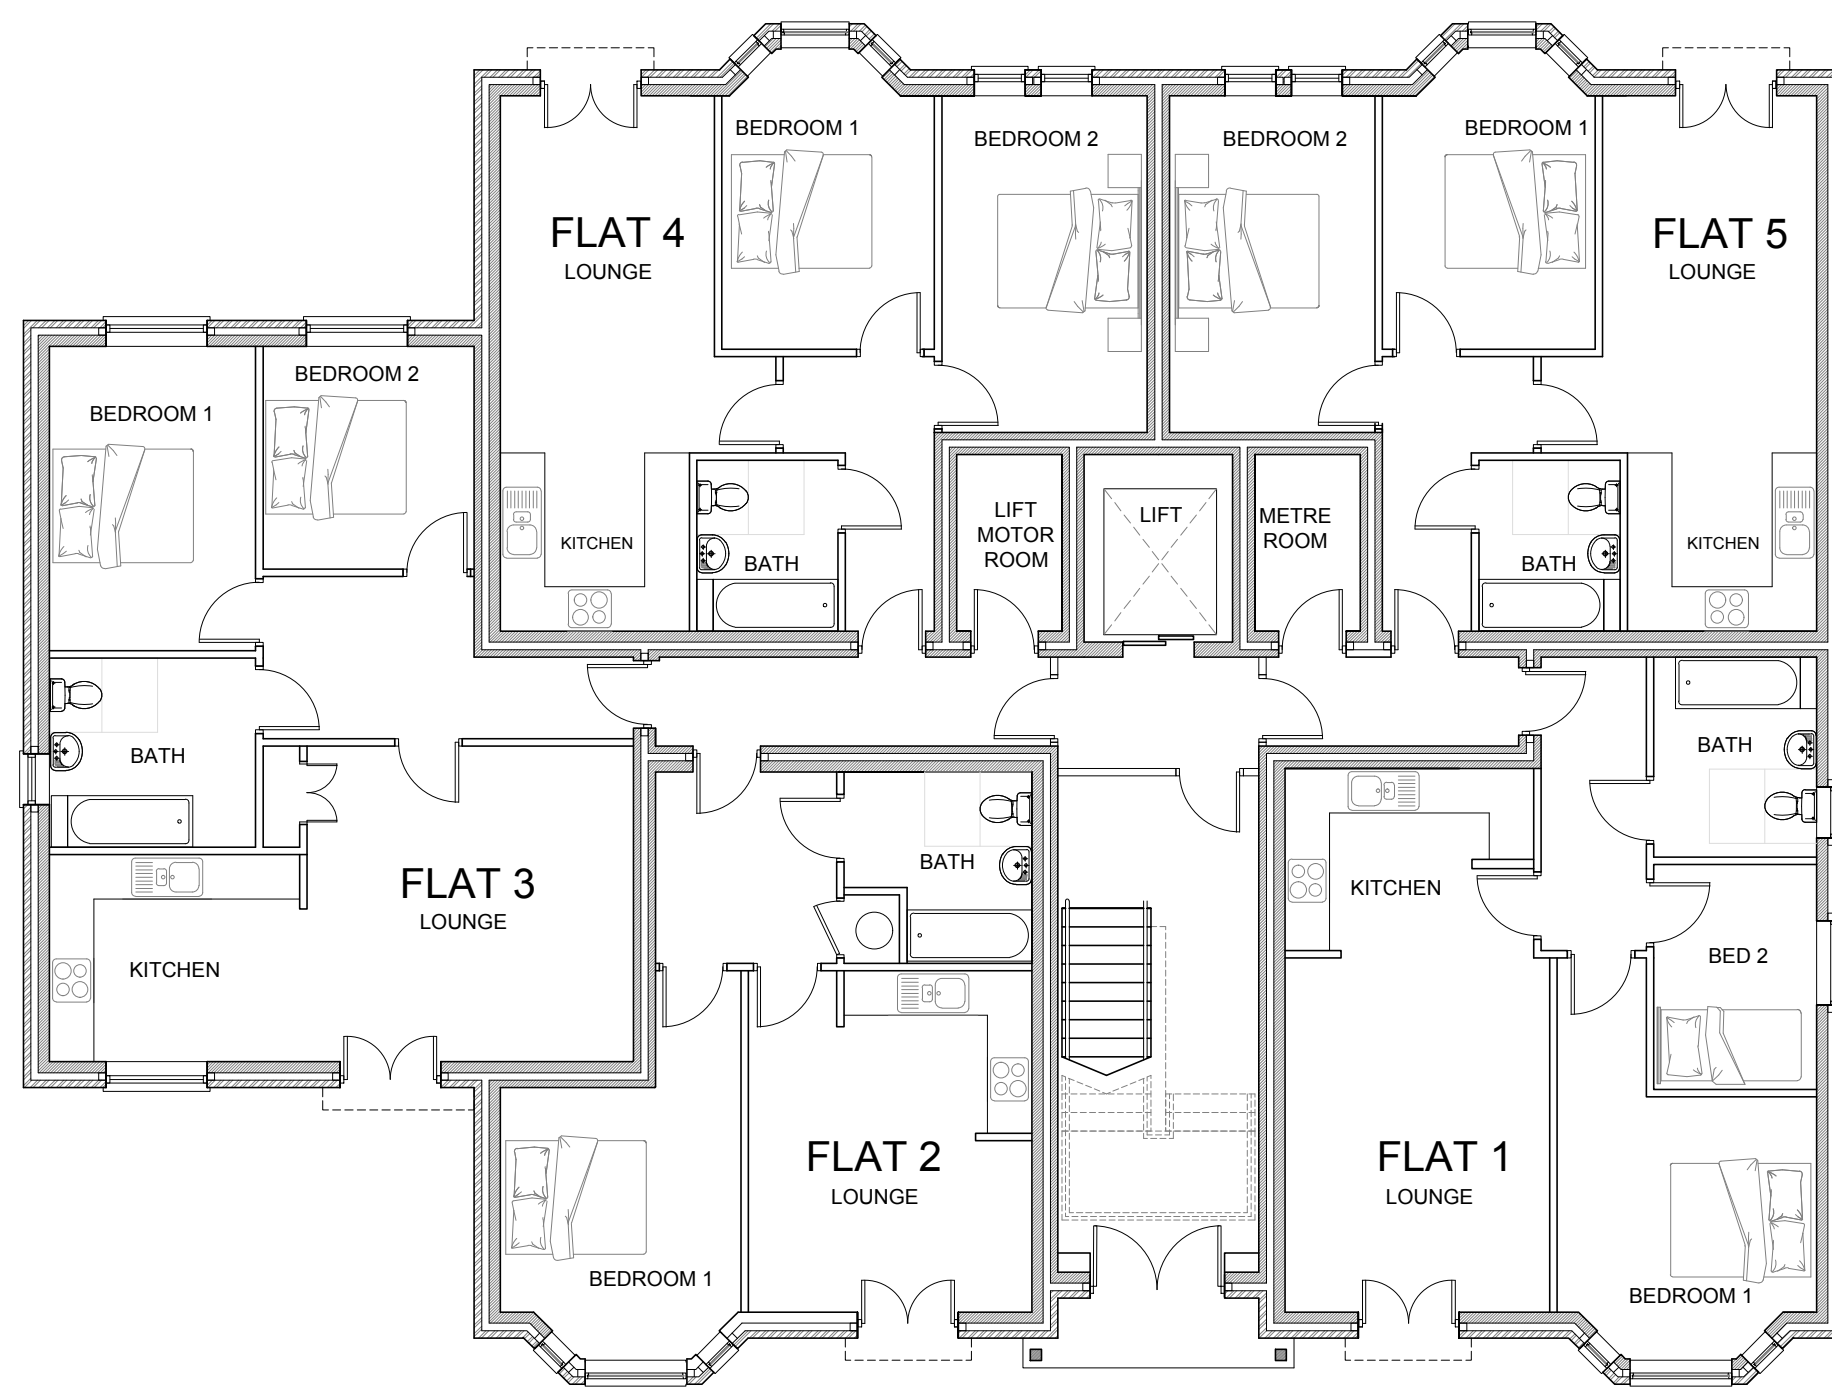 BEDROOM 1
BEDROOM 2
BEDROOM 2
BEDROOM 1
FLAT 4
LOUNGE
FLAT 5
LOUNGE
BEDROOM 2
BEDROOM 1
KITCHEN
BATH
LIFT
MOTOR
ROOM
LIFT
METRE
ROOM
BATH
KITCHEN
BATH
FLAT 3
LOUNGE
KITCHEN
BATH
KITCHEN
BATH
BED 2
FLAT 2
LOUNGE
BEDROOM 1
FLAT 1
LOUNGE
BEDROOM 1